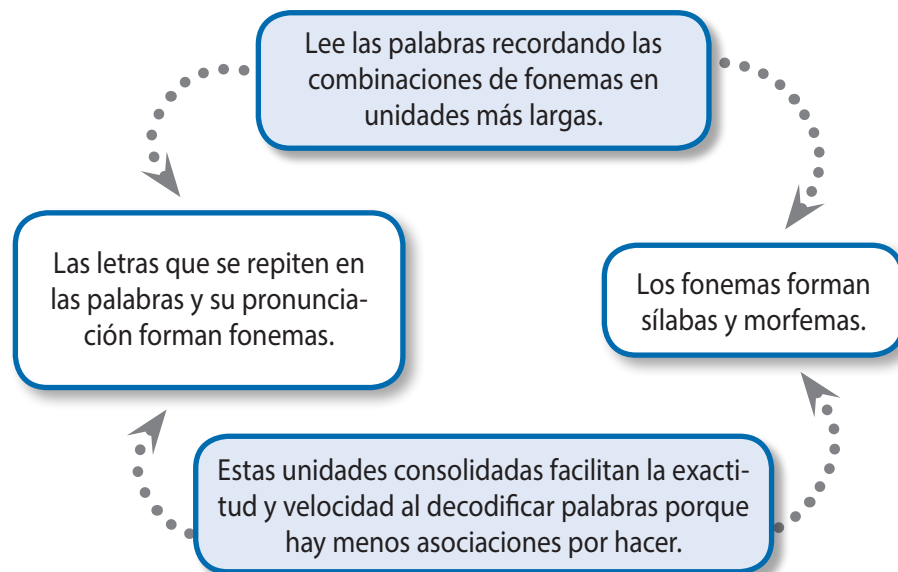 Lee las palabras recordando las
combinaciones de fonemas en
unidades más largas.
Las letras que se repiten en
las palabras y su pronuncia-
ción forman fonemas.
Los fonemas forman
sílabas y morfemas.
Estas unidades consolidadas facilitan la exacti-
tud y velocidad al decodificar palabras porque
hay menos asociaciones por hacer.